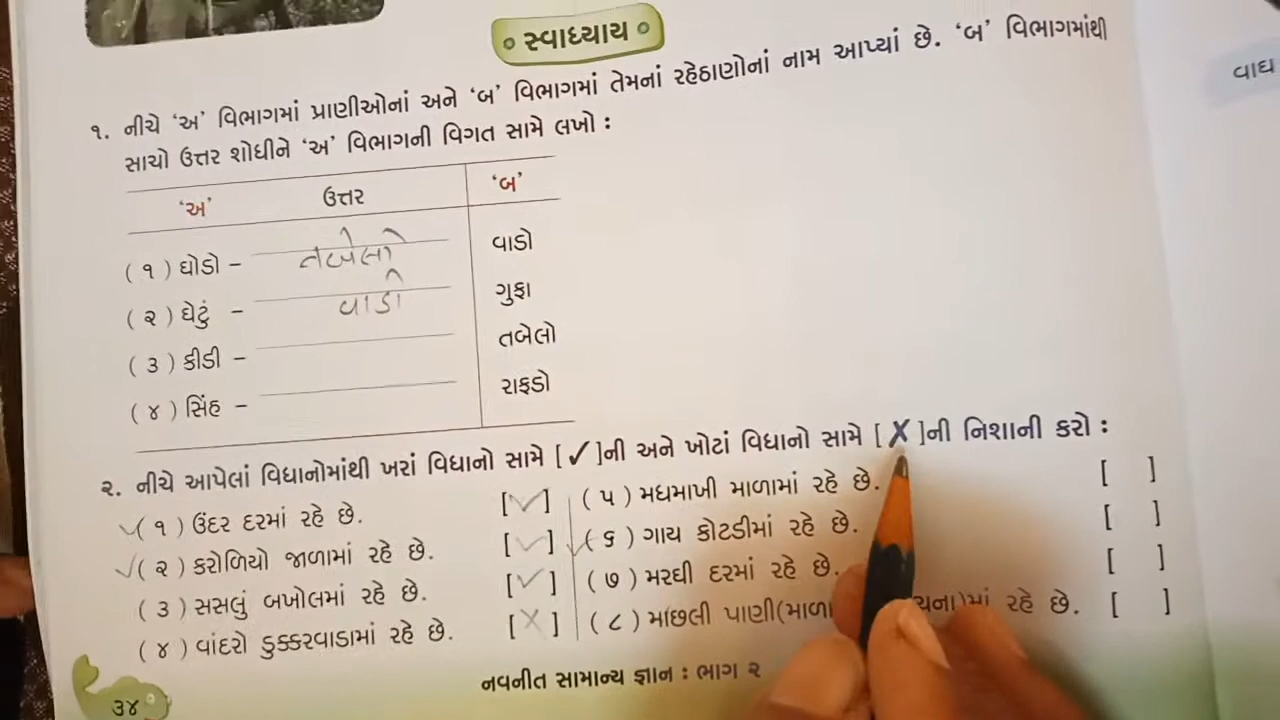 સ્વાધ્યાય
૧. નીચે ‘અ’ વિભાગમાં પ્રાણીઓનાં અને ‘બ’ વિભાગમાં તેમનાં રહેઠાણોનાં નામ આપ્યાં છે. ‘બ’ વિભાગમાંથી
સાચો ઉત્તર શોધીને ‘અ’ વિભાગની વિગત સામે લખો :
‘અ’ ઉત્તર ‘બ’
(૧) ઘોડો – તબેલો વાડો
(૨) ઘેટું – વાડો ગુફા
(૩) કીડી – તબેલો
(૪) સિંહ – રાફડો
૨. નીચે આપેલાં વિધાનોમાંથી ખરાં વિધાનો સામે [✓]ની અને ખોટાં વિધાનો સામે [✗]ની નિશાની કરો :
(૧) ઉંદર દરમાં રહે છે. [✓]
(૨) કરોળિયો જાળામાં રહે છે. [✓]
(૩) સસલું બખોલમાં રહે છે. [✓]
(૪) વાંદરો ડુક્કરવાડામાં રહે છે. [✗]
(૫) મધમાખી માળામાં રહે છે. [ ]
(૬) ગાય કોટડીમાં રહે છે. [ ]
(૭) મરઘી દરમાં રહે છે. [ ]
(૮) માછલી પાણી(માળા માં રહે છે. [ ]
નવનીત સામાન્ય જ્ઞાન : ભાગ ૨
૩૪
વાઘ